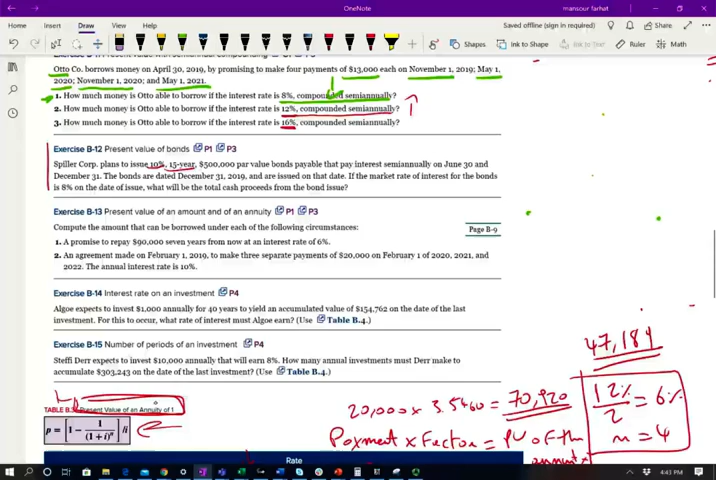 OneNote
mansour farhat
Home Insert Draw View Help
Saved offline (sign in required) Share
Shapes Ink to Shape Ink to Text Ruler Math
Otto Co. borrows money on April 30, 2019, by promising to make four payments of $13,000 each on November 1, 2019; May 1,
2020; November 1, 2020; and May 1, 2021.
1. How much money is Otto able to borrow if the interest rate is 8%, compounded semiannually?
2. How much money is Otto able to borrow if the interest rate is 12%, compounded semiannually?
3. How much money is Otto able to borrow if the interest rate is 16%, compounded semiannually?
Exercise B-12 Present value of bonds P1 P3
Spiller Corp. plans to issue 10%, 15-year, $500,000 par value bonds payable that pay interest semiannually on June 30 and
December 31. The bonds are dated December 31, 2019, and are issued on that date. If the market rate of interest for the bonds
is 8% on the date of issue, what will be the total cash proceeds from the bond issue?
Exercise B-13 Present value of an amount and of an annuity P1 P3
Compute the amount that can be borrowed under each of the following circumstances:
Page B-9
1. A promise to repay $90,000 seven years from now at an interest rate of 6%.
2. An agreement made on February 1, 2019, to make three separate payments of $20,000 on February 1 of 2020, 2021, and
2022. The annual interest rate is 10%.
Exercise B-14 Interest rate on an investment P4
Algoe expects to invest $1,000 annually for 40 years to yield an accumulated value of $154,762 on the date of the last
investment. For this to occur, what rate of interest must Algoe earn? (Use Table B.4.)
Exercise B-15 Number of periods of an investment P4
Steffi Derr expects to invest $10,000 annually that will earn 8%. How many annual investments must Derr make to
accumulate $303,243 on the date of the last investment? (Use Table B.4.)
47,184
TABLE B.3 Present Value of an Annuity of 1
p = [1 − 1/(1 + i)ⁿ]/i
20,000 x 3.5460 = 70,920
12%/2 = 6%
n = 4
Payment x Factor = PV of the
Rate
4:43 PM